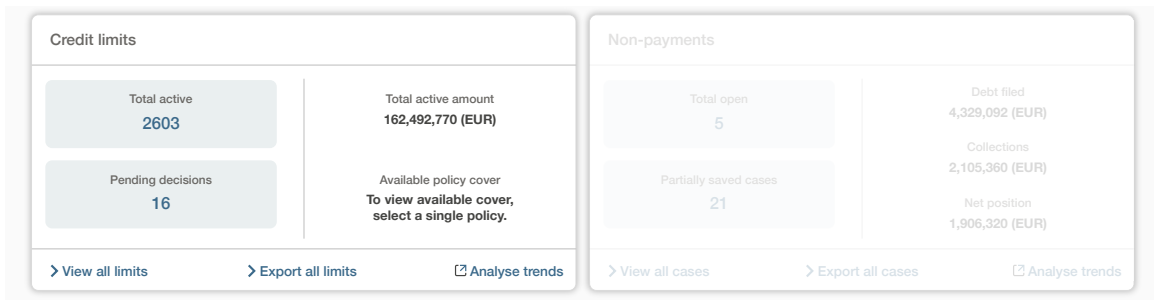 Credit limits
Total active
2603
Total active amount
162,492,770 (EUR)
Pending decisions
16
Available policy cover
To view available cover,
select a single policy.
View all limits
Export all limits
Analyse trends
Non-payments
Total open
5
Debt filed
4,329,092 (EUR)
Collections
2,105,360 (EUR)
Partially saved cases
21
Net position
1,906,320 (EUR)
View all cases
Export all cases
Analyse trends